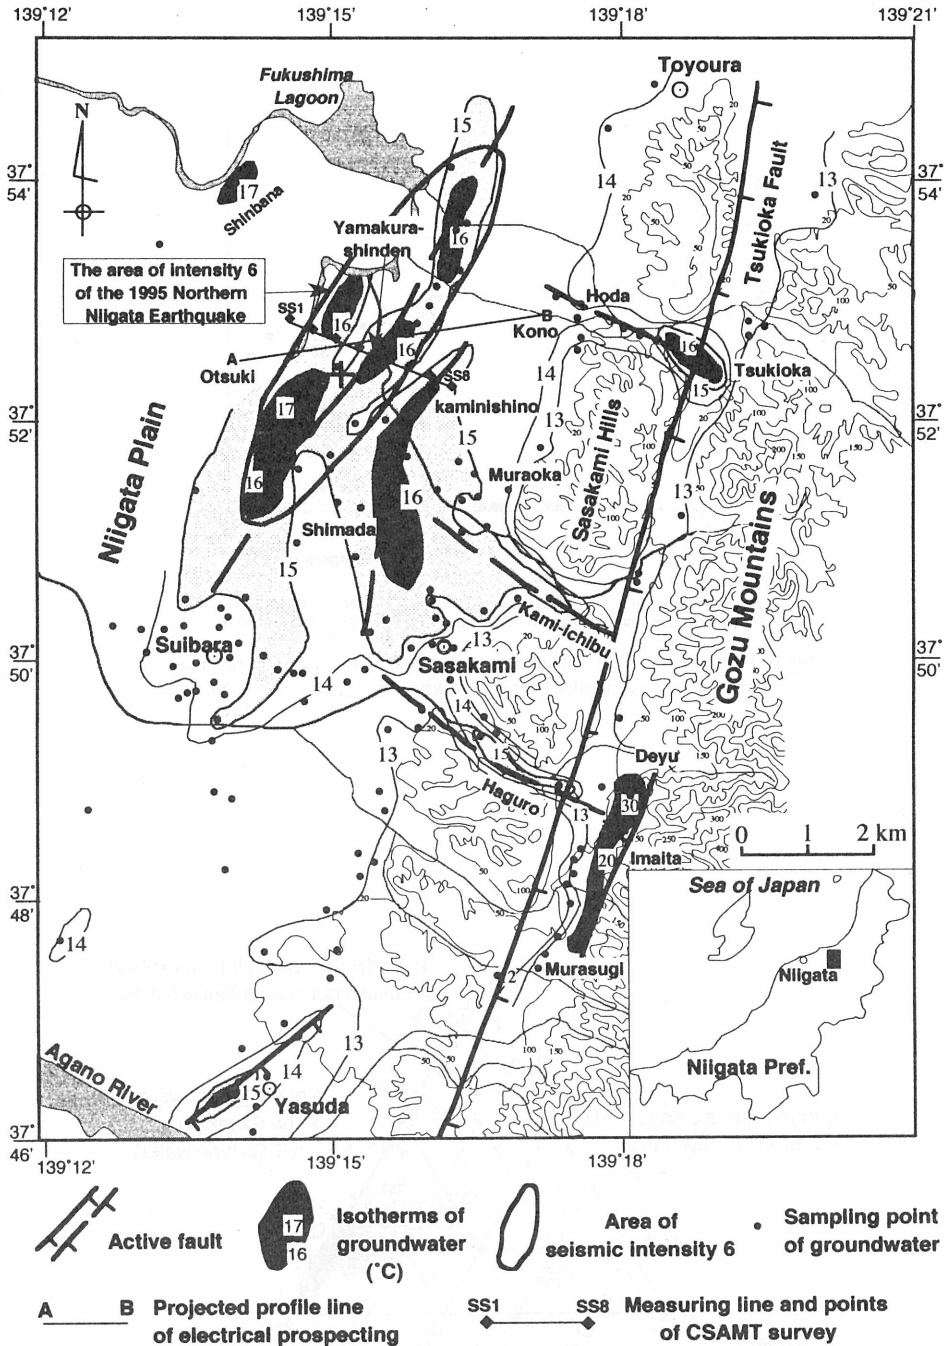 139°12'
139°15'
139°18'
139°21'
Fukushima
Lagoon
Toyoura
N
15
14
13
37°
54'
37°
54'
17
Shinbana
Tsukioka Fault
Yamakura-
shinden
16
The area of intensity 6
of the 1995 Northern
Niigata Earthquake
SS1
16
Hoda
B
Kono
A
Otsuki
16
16
15
Tsukioka
SS8
14
17
kaminishino
13
15
37°
52'
37°
52'
Niigata Plain
16
16
Muraoka
Sasakami Hills
13
Shimada
15
Gozu Mountains
Kami-ichibu
Suibara
13
Sasakami
37°
50'
37°
50'
14
14
13
15
Haguro
Deyu
30
13
20
Imaita
0 1 2 km
Sea of Japan
37°
48'
14
Murasugi
12
Niigata
Niigata Pref.
13
14
15
Agano River
Yasuda
37°
46'
139°12'
139°15'
139°18'
Active fault
17
16
Isotherms of
groundwater
(°C)
Area of
seismic intensity 6
Sampling point
of groundwater
A B Projected profile line
of electrical prospecting
SS1 SS8 Measuring line and points
of CSAMT survey